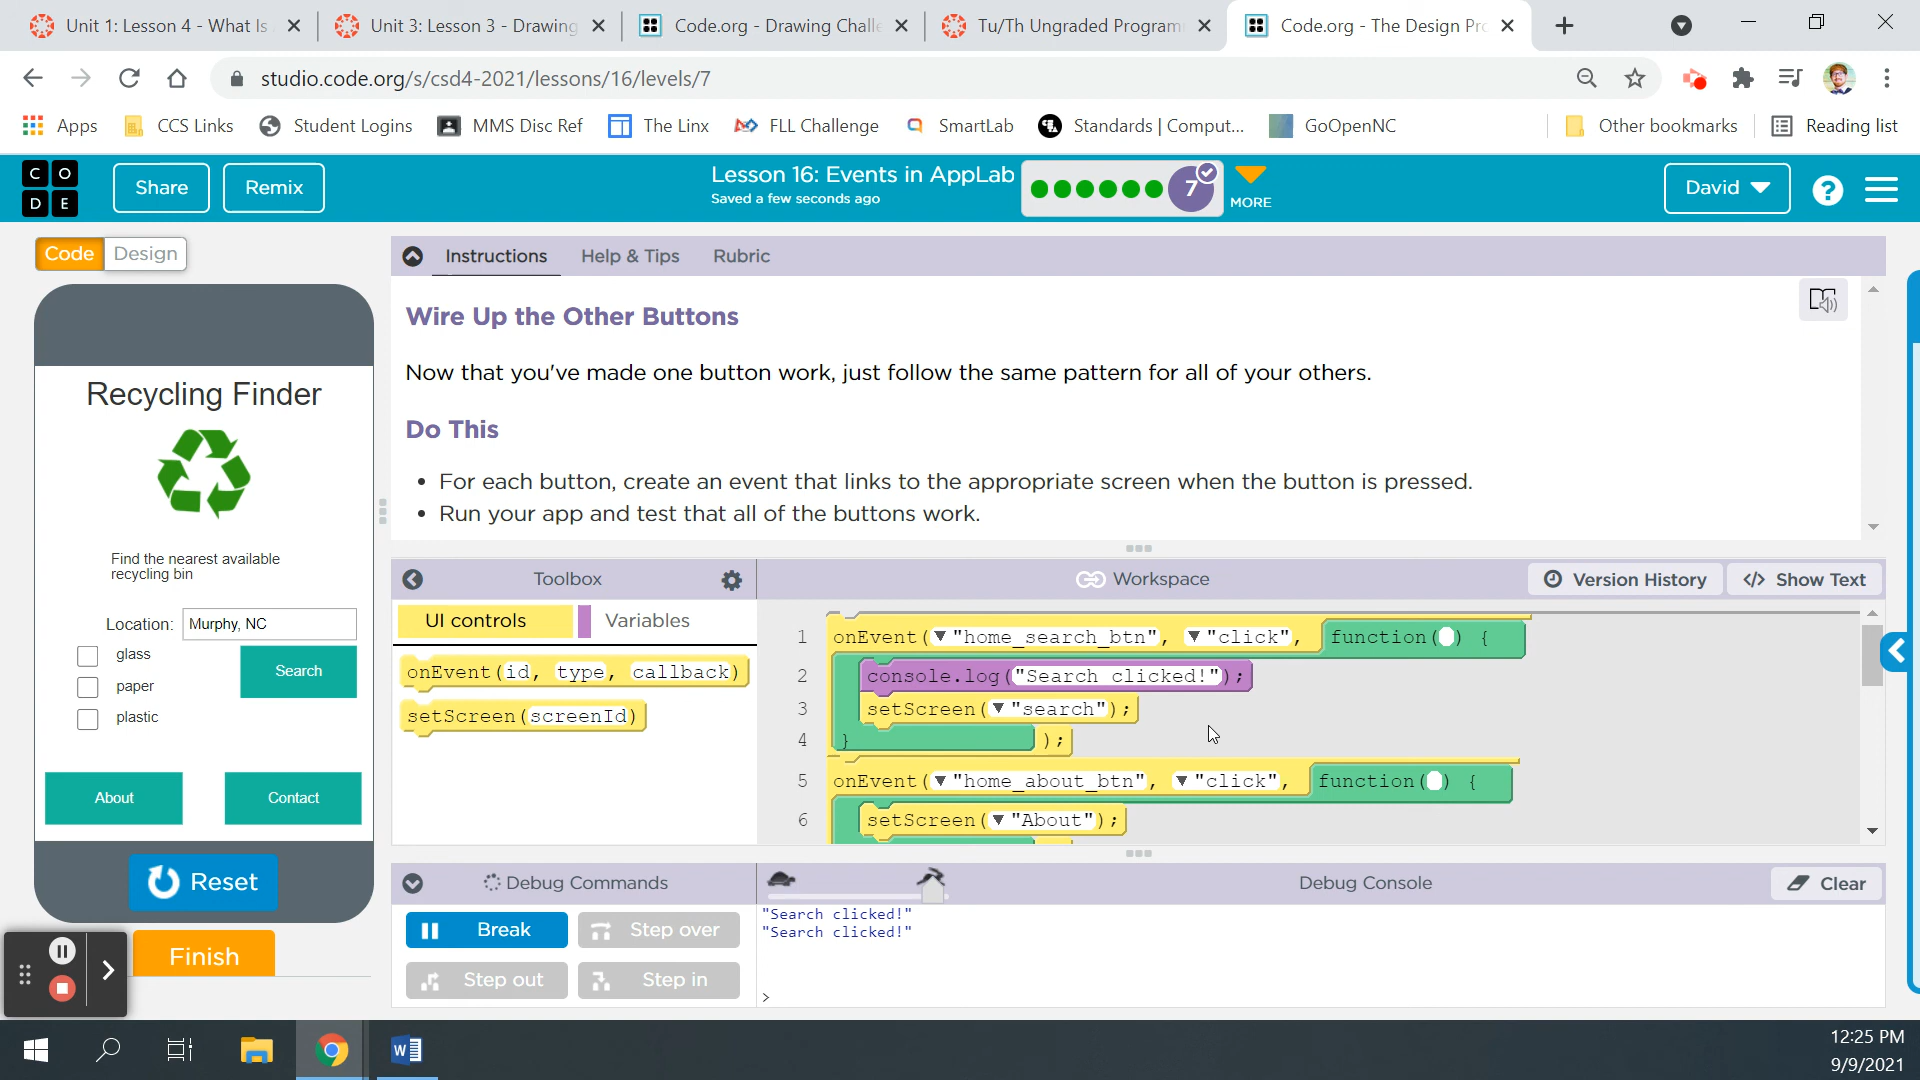 Unit 1: Lesson 4 - What Is
Unit 3: Lesson 3 - Drawing
Code.org - Drawing Challe
Tu/Th Ungraded Program
Code.org - The Design Pro
studio.code.org/s/csd4-2021/lessons/16/levels/7
Apps
CCS Links
Student Logins
MMS Disc Ref
The Linx
FLL Challenge
SmartLab
Standards | Comput...
GoOpenNC
Other bookmarks
Reading list
C O
D E
Share
Remix
Lesson 16: Events in AppLab
Saved a few seconds ago
7
MORE
David
?
Code
Design
Instructions
Help & Tips
Rubric
Wire Up the Other Buttons
Now that you've made one button work, just follow the same pattern for all of your others.
Do This
• For each button, create an event that links to the appropriate screen when the button is pressed.
• Run your app and test that all of the buttons work.
Recycling Finder
Find the nearest available
recycling bin
Location: Murphy, NC
glass
paper
plastic
Search
About
Contact
Reset
Finish
Toolbox
Workspace
Version History
</> Show Text
UI controls
Variables
onEvent(id, type, callback)
setScreen(screenId)
1 onEvent(▼"home_search_btn", ▼"click", function( ) {
2 console.log("Search clicked!");
3 setScreen(▼"search");
4 } );
5 onEvent(▼"home_about_btn", ▼"click", function( ) {
6 setScreen(▼"About");
Debug Commands
Debug Console
Clear
Break
Step over
Step out
Step in
"Search clicked!"
"Search clicked!"
>
12:25 PM
9/9/2021